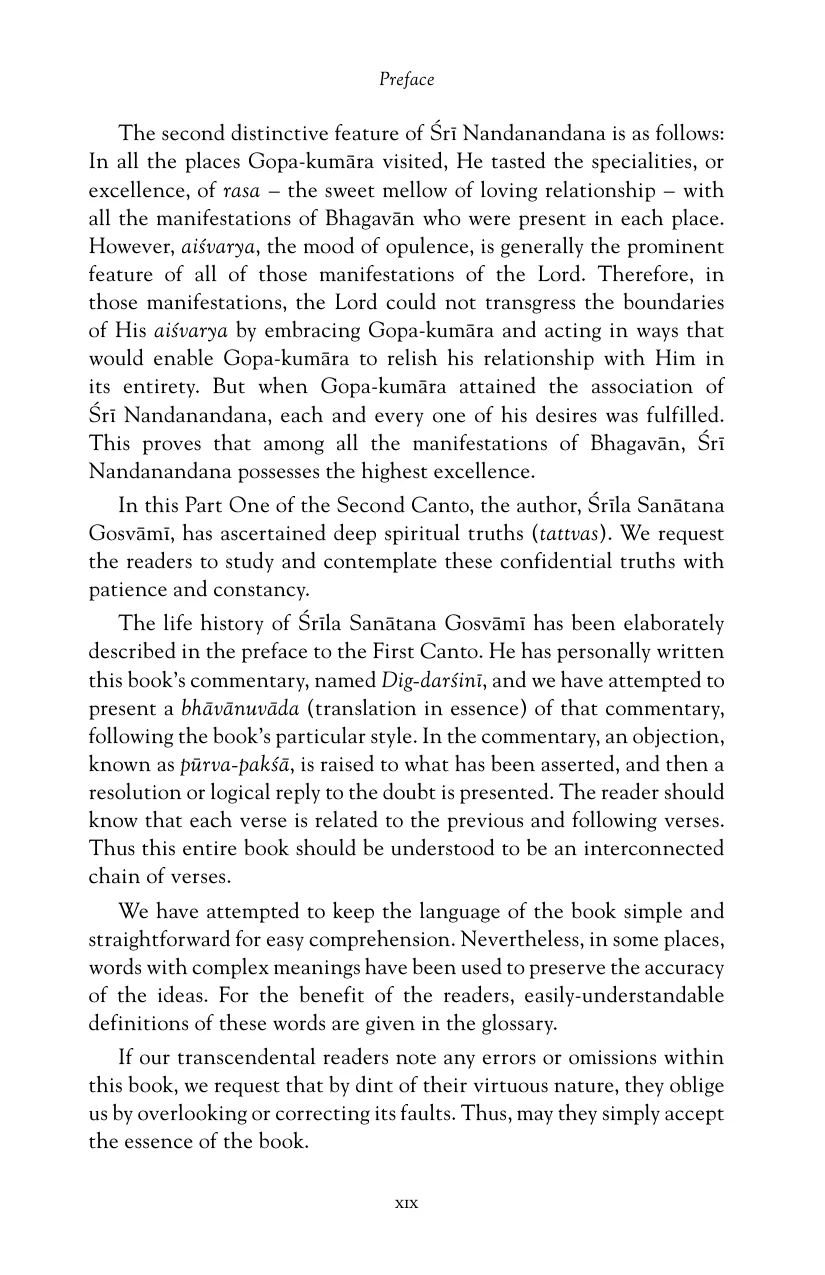 Preface
The second distinctive feature of Śrī Nandanandana is as follows:
In all the places Gopa-kumāra visited, He tasted the specialities, or
excellence, of rasa – the sweet mellow of loving relationship – with
all the manifestations of Bhagavān who were present in each place.
However, aiśvarya, the mood of opulence, is generally the prominent
feature of all of those manifestations of the Lord. Therefore, in
those manifestations, the Lord could not transgress the boundaries
of His aiśvarya by embracing Gopa-kumāra and acting in ways that
would enable Gopa-kumāra to relish his relationship with Him in
its entirety. But when Gopa-kumāra attained the association of
Śrī Nandanandana, each and every one of his desires was fulfilled.
This proves that among all the manifestations of Bhagavān, Śrī
Nandanandana possesses the highest excellence.
In this Part One of the Second Canto, the author, Śrīla Sanātana
Gosvāmī, has ascertained deep spiritual truths (tattvas). We request
the readers to study and contemplate these confidential truths with
patience and constancy.
The life history of Śrīla Sanātana Gosvāmī has been elaborately
described in the preface to the First Canto. He has personally written
this book’s commentary, named Dig-darśinī, and we have attempted to
present a bhāvānuvāda (translation in essence) of that commentary,
following the book’s particular style. In the commentary, an objection,
known as pūrva-pakśā, is raised to what has been asserted, and then a
resolution or logical reply to the doubt is presented. The reader should
know that each verse is related to the previous and following verses.
Thus this entire book should be understood to be an interconnected
chain of verses.
We have attempted to keep the language of the book simple and
straightforward for easy comprehension. Nevertheless, in some places,
words with complex meanings have been used to preserve the accuracy
of the ideas. For the benefit of the readers, easily-understandable
definitions of these words are given in the glossary.
If our transcendental readers note any errors or omissions within
this book, we request that by dint of their virtuous nature, they oblige
us by overlooking or correcting its faults. Thus, may they simply accept
the essence of the book.
xix